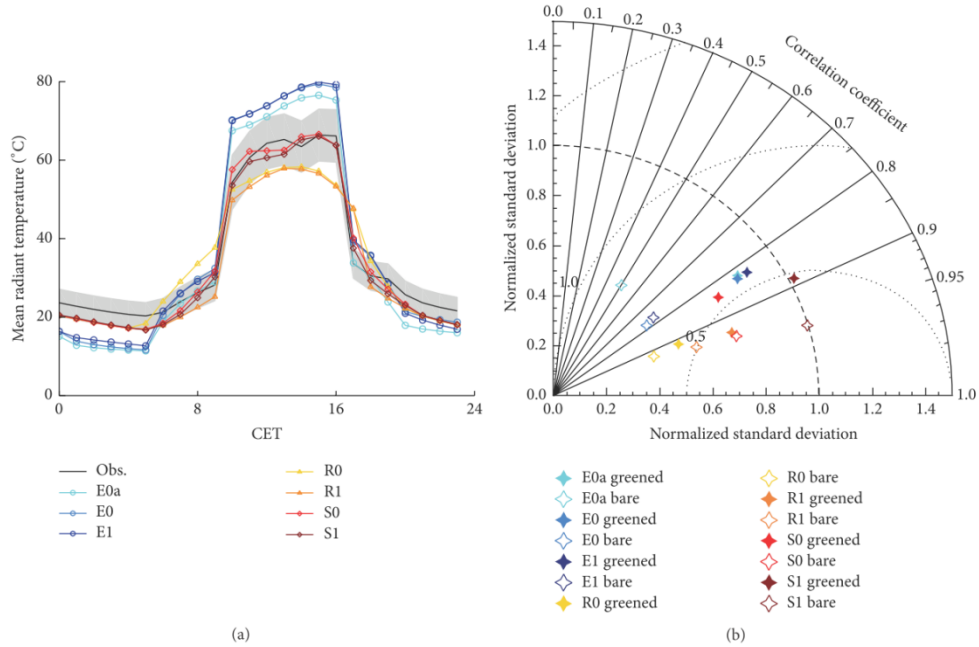 80
60
40
20
0
Mean radiant temperature (°C)
0
8
16
24
CET
Obs.
E0a
E0
E1
R0
R1
S0
S1
(a)
0.0
0.1
0.2
0.3
0.4
0.5
0.6
0.7
0.8
0.9
0.95
1.0
Correlation coefficient
1.4
1.2
1.0
0.8
0.6
0.4
0.2
0.0
Normalized standard deviation
Normalized standard deviation
1.0
0.5
0.0
0.2
0.4
0.6
0.8
1.0
1.2
1.4
Normalized standard deviation
E0a greened
E0a bare
E0 greened
E0 bare
E1 greened
E1 bare
R0 greened
R0 bare
R1 greened
R1 bare
S0 greened
S0 bare
S1 greened
S1 bare
(b)